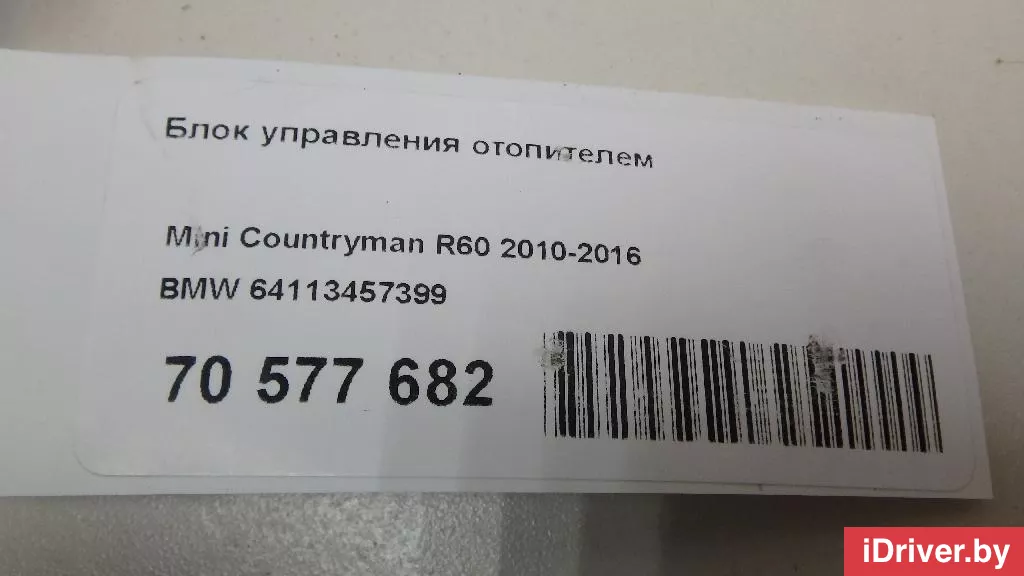 Блок управления отопителем
Mini Countryman R60 2010-2016
BMW 64113457399
70 577 682
iDriver.by